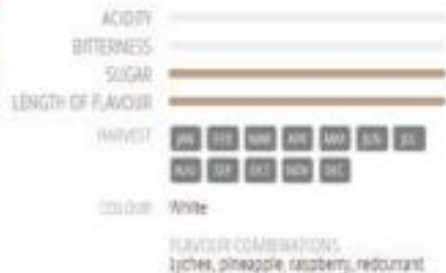 ACIDITY
BITTERNESS
SUGAR
LENGTH OF FLAVOUR
HARVEST JAN FEB MAR APR MAY JUN JUL
AUG SEP OCT NOV DEC
COLOUR White
FLAVOUR COMBINATIONS
Lychee, pineapple, raspberry, redcurrant